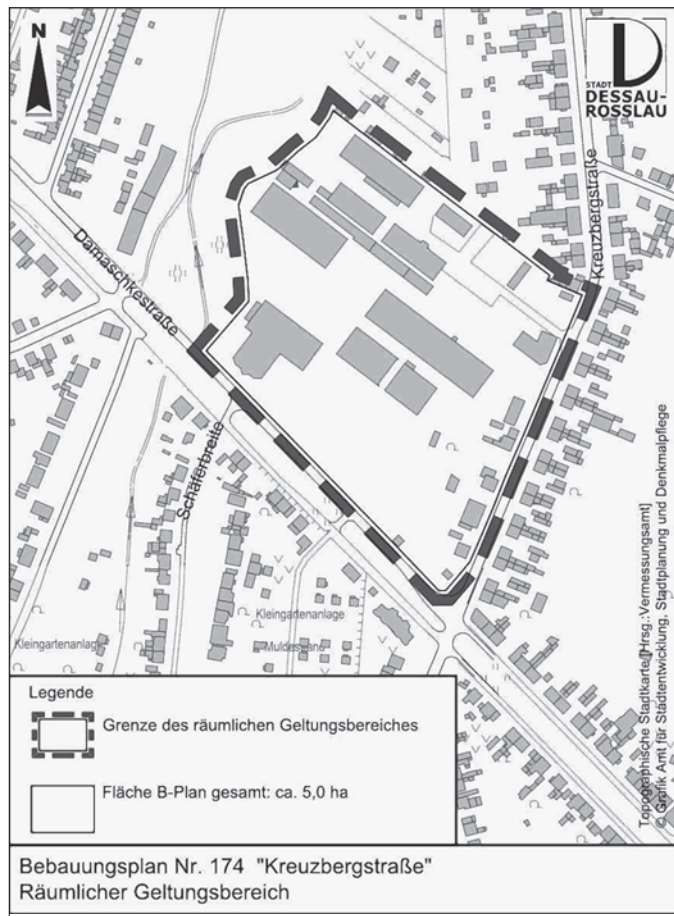 N
STADT
DESSAU-
ROSSLAU
Kreuzbergstraße
Damaschkestraße
Schäferbreite
Kleingartenanlage
Kleingartenanlage
Topographische Stadtkarte/[Hrsg.:Vermessungsamt]
© Grafik Amt für Stadtentwicklung, Stadtplanung und Denkmalpflege
Legende
Grenze des räumlichen Geltungsbereiches
Fläche B-Plan gesamt: ca. 5,0 ha
Bebauungsplan Nr. 174 "Kreuzbergstraße"
Räumlicher Geltungsbereich